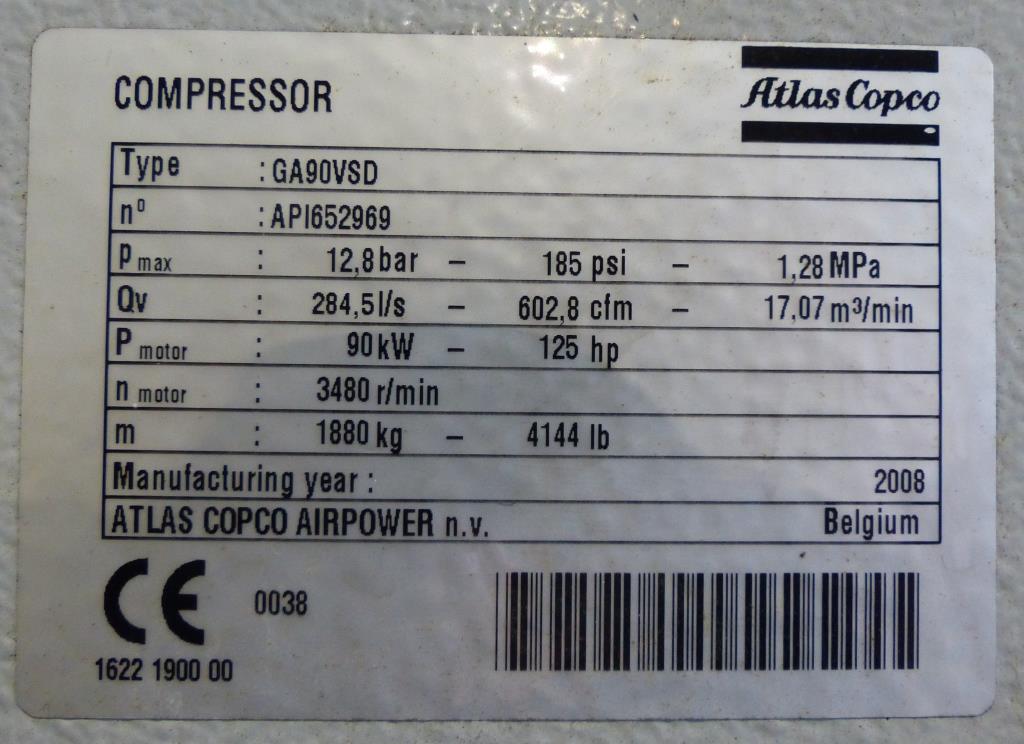 COMPRESSOR
Atlas Copco
Type : GA90VSD
nº : API652969
p max : 12,8 bar – 185 psi – 1,28 MPa
Qv : 284,5 l/s – 602,8 cfm – 17,07 m³/min
P motor : 90 kW – 125 hp
n motor : 3480 r/min
m : 1880 kg – 4144 lb
Manufacturing year : 2008
ATLAS COPCO AIRPOWER n.v. Belgium
CE 0038
1622 1900 00